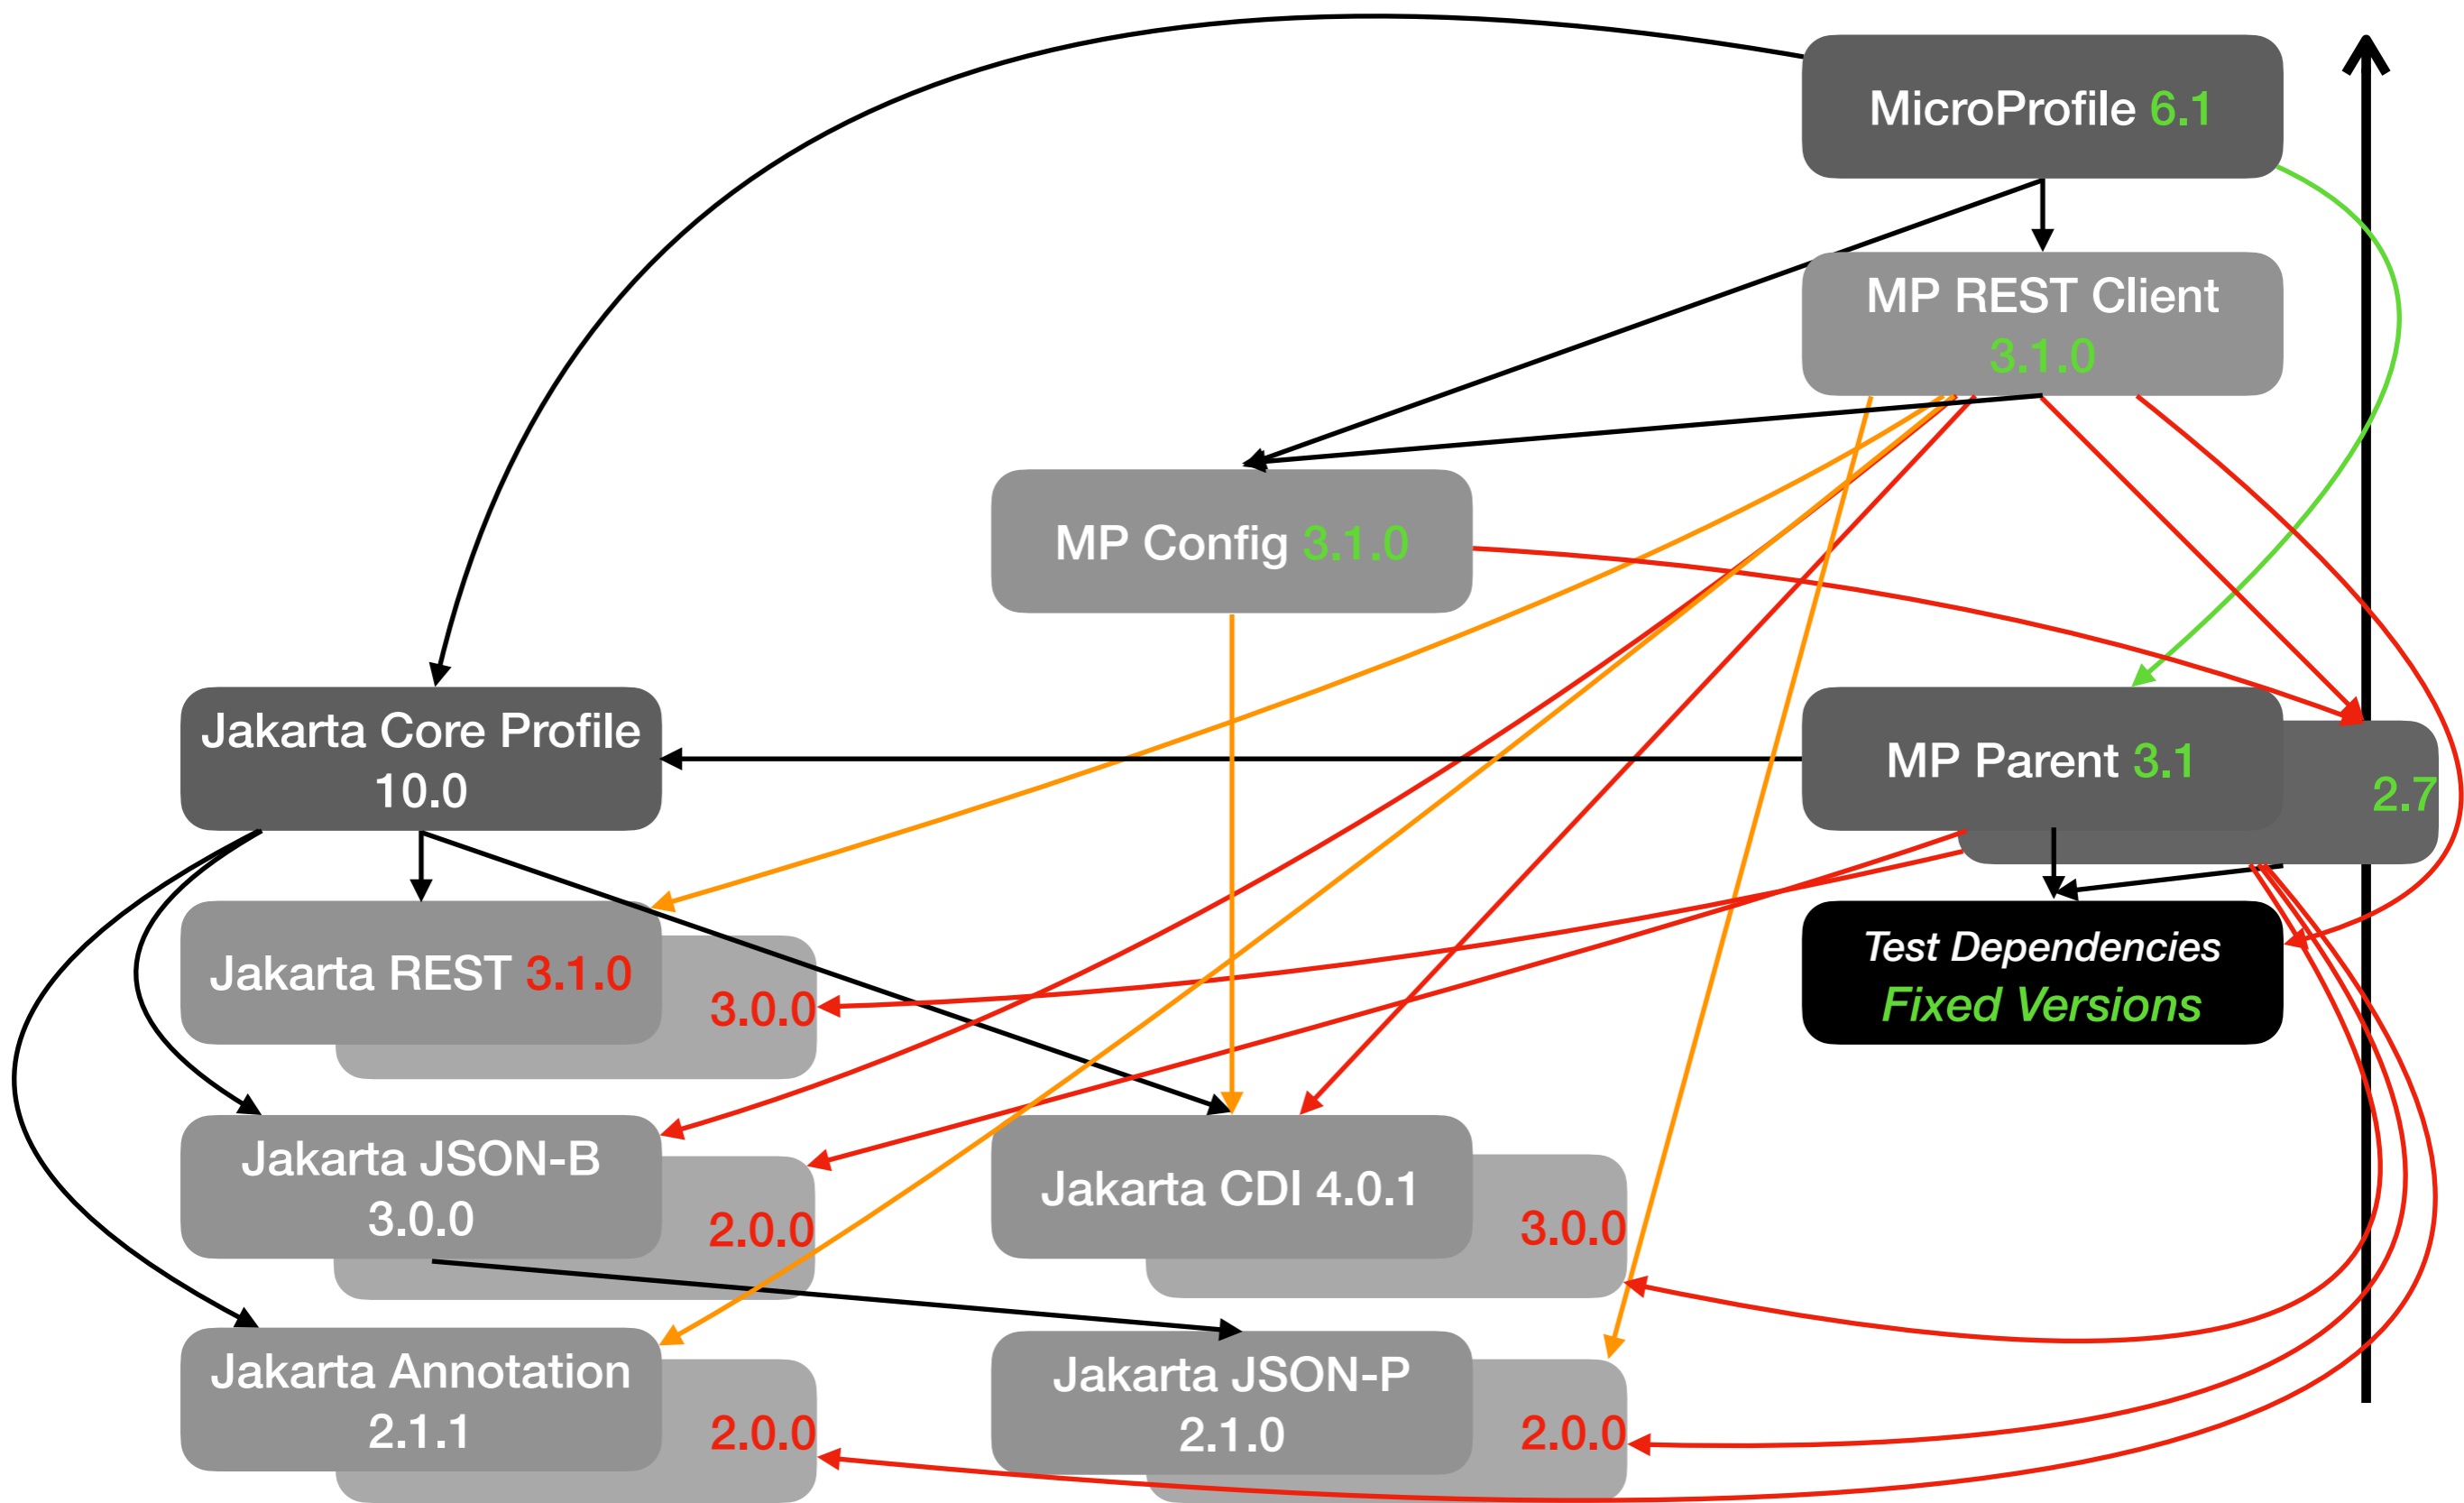 MicroProfile 6.1
MP REST Client
3.1.0
MP Config 3.1.0
Jakarta Core Profile
10.0
MP Parent 3.1
2.7
Jakarta REST 3.1.0
3.0.0
Test Dependencies
Fixed Versions
Jakarta JSON-B
3.0.0
2.0.0
Jakarta CDI 4.0.1
3.0.0
Jakarta Annotation
2.1.1
2.0.0
Jakarta JSON-P
2.1.0
2.0.0